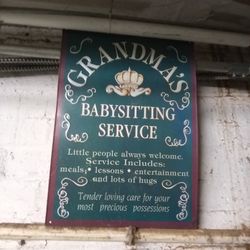 GRANDMA'S
BABYSITTING
SERVICE
Little people always welcome.
Service Includes:
meals • lessons • entertainment
and lots of hugs
Tender loving care for your
most precious possessions